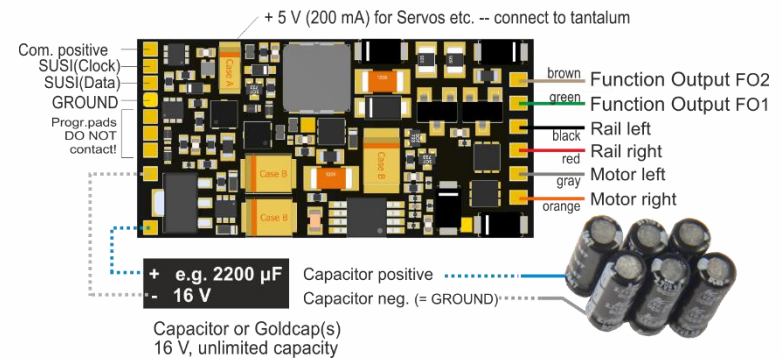 + 5 V (200 mA) for Servos etc. -- connect to tantalum
Com. positive
SUSI(Clock)
SUSI(Data)
GROUND
Progr.pads
DO NOT
contact!
Case A
Case B
Case B
Case B
brown
Function Output FO2
green
Function Output FO1
Rail left
black
Rail right
red
Motor left
gray
Motor right
orange
+ e.g. 2200 µF
- 16 V
Capacitor positive
Capacitor neg. (= GROUND)
Capacitor or Goldcap(s)
16 V, unlimited capacity